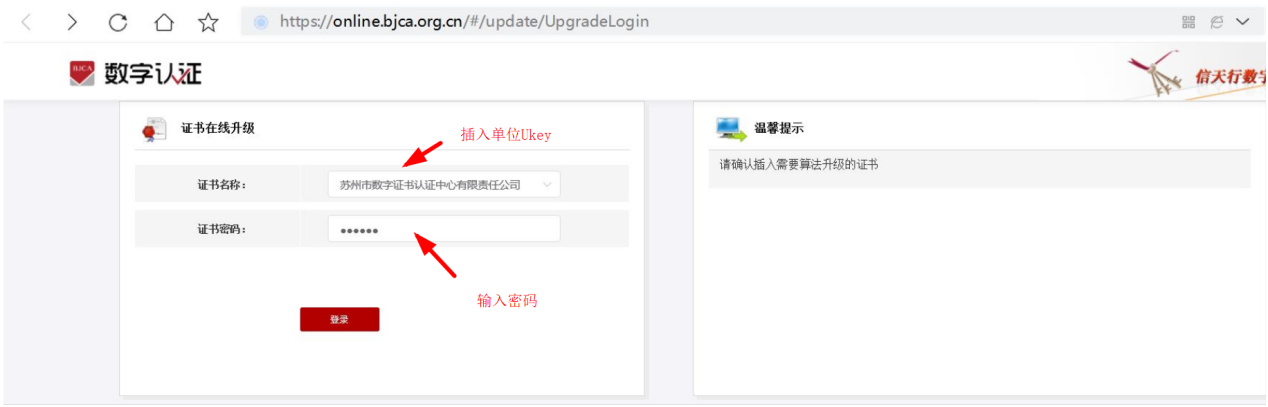 https://online.bjca.org.cn/#/update/UpgradeLogin
BJCA 数字认证
信天行数字
证书在线升级
插入单位Ukey
证书名称：
苏州市数字证书认证中心有限责任公司
证书密码：
••••••
输入密码
登录
温馨提示
请确认插入需要算法升级的证书